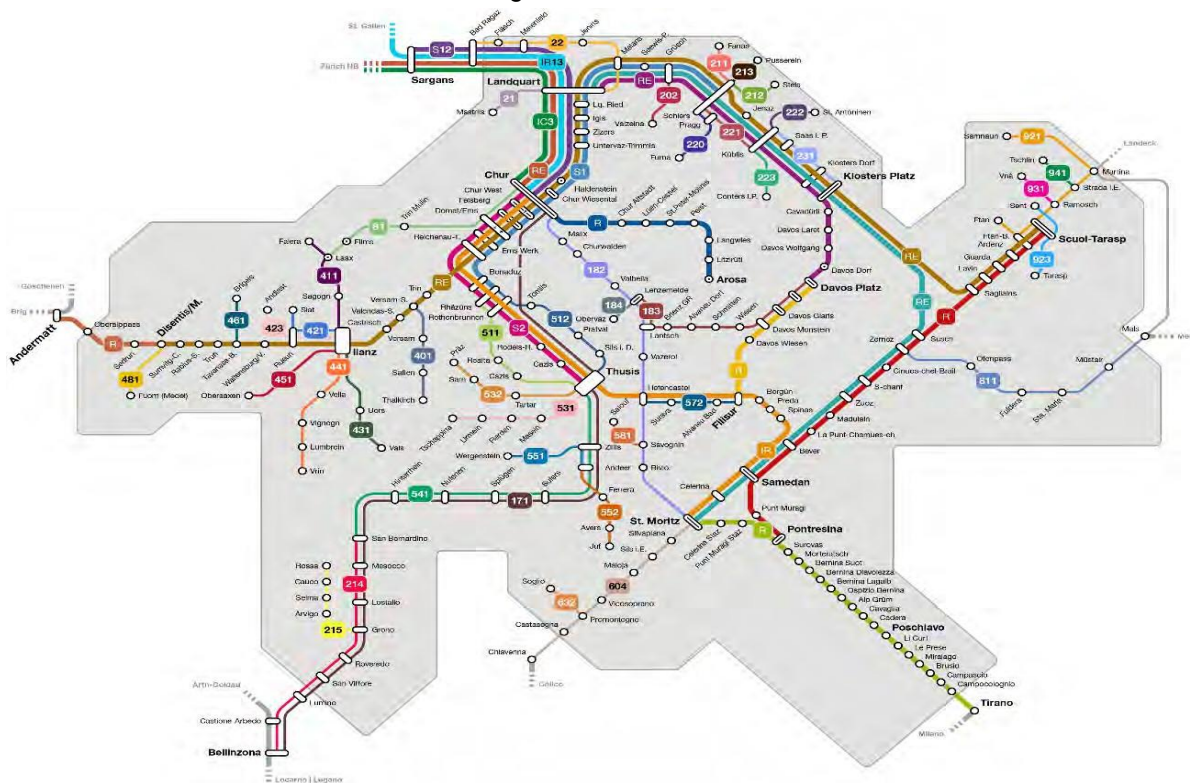 St. Gallen
Zürich HB
S12
Sargans
Bad Ragaz
Fläsch
Maienfeld
22
Jenins
Malans
IR13
Landquart
21
Mastrils
IC3
RE
Lq. Ried
Igis
Zizers
Untervaz-Trimmis
S1
Haldenstein
Chur Wiesental
Chur
Chur West
Felsberg
Domat/Ems
Ems Werk
Reichenau-T.
RE
Seewis-P.
Grüsch
202
Valzeina
Schiers
Pragg
220
Furna
Fanas
211
213
Pusserein
212
Stels
Jenaz
221
Küblis
222
St. Antönien
Saas i. P.
231
223
Conters i.P.
Klosters Dorf
Klosters Platz
Cavadürli
Davos Laret
Davos Wolfgang
Davos Dorf
Davos Platz
Davos Glaris
Davos Monstein
Davos Wiesen
R
Filisur
R
Chur Altstadt
Lüen-Castiel
St.Peter-Molinis
Peist
Langwies
Litzirüti
Arosa
Malix
Churwalden
182
Valbella
Lenzerheide
184
Obervaz
183
Lantsch
Brienz GR
Alvaneu Dorf
Schmitten
Wiesen
Vazerol
Tiefencastel
572
Surava
Alvaneu Bad
Salouf
581
Savognin
Bivio
Bergün
Preda
Spinas
IR
Celerina
St. Moritz
Samedan
Bever
La Punt-Chamues-ch
Madulain
Zuoz
S-chanf
Cinuos-chel-Brail
Zernez
Susch
Sagliains
Lavin
Guarda
Ardez
Ftan-B.
Ftan
RE
RE
R
Scuol-Tarasp
923
Tarasp
Sent
931
Vnà
Tschlin
941
Ramosch
Strada I.E.
Martina
921
Samnaun
Landeck
Mals
Müstair
Sta. Maria
Fuldera
811
Ofenpass
Punt Muragl
Pontresina
R
Celerina Staz
Punt Muragl Staz
Surovas
Morteratsch
Bernina Suot
Bernina Diavolezza
Bernina Lagalb
Ospizio Bernina
Alp Grüm
Cavaglia
Cadera
Poschiavo
Li Curt
Le Prese
Miralago
Brusio
Campascio
Campocologno
Tirano
Milano
Silvaplana
Sils i.E.
Maloja
604
Vicosoprano
Promontogno
Soglio
632
Castasegna
Chiavenna
Colico
81
Trin Mulin
Flims
Falera
Laax
411
Sagogn
Göschenen
Brig
Andermatt
R
Oberalppass
Disentis/M.
Sedrun
481
Fuorn (Medel)
Sumvitg-C.
Rabius-S.
Trun
Tavanasa-B.
461
Brigels
Waltensburg/V.
Andiast
423
Rueun
Siat
421
451
Obersaxen
Ilanz
Castrisch
Valendas-S.
Versam-S.
Trin
RE
Versam
401
Safien
Thalkirch
441
Vella
Vignogn
Lumbrein
Vrin
431
Uors
Vals
Bonaduz
Rhäzüns
Rothenbrunnen
S2
Rodels-R.
Cazis
Thusis
Tomils
512
Pratval
Sils i. D.
511
Realta
Cazis
Präz
Sarn
532
Tartar
531
Tschappina
Urmein
Flerden
Masein
Wergenstein
551
Zillis
Andeer
Ferrera
552
Avers
Juf
Hinterrhein
541
Nufenen
Splügen
171
Sufers
San Bernardino
Mesocco
214
Lostallo
Grono
Rossa
Cauco
Selma
Arvigo
215
Roveredo
San Vittore
Lumino
Arth-Goldau
Castione Arbedo
Bellinzona
Locarno | Lugano